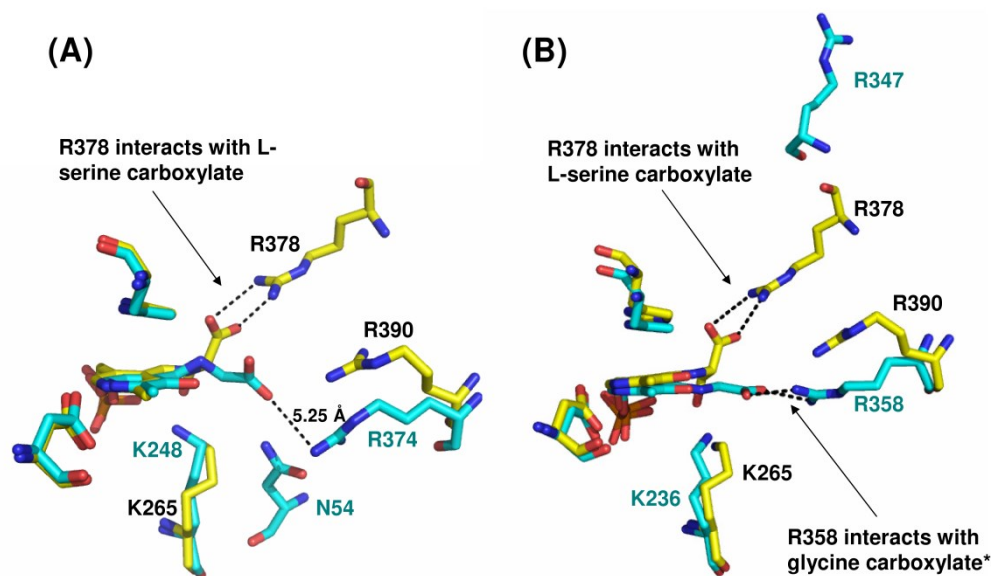 (A)
R378 interacts with L-
serine carboxylate
R378
R390
5.25 Å
R374
K248
K265
N54
(B)
R347
R378 interacts with
L-serine carboxylate
R378
R390
R358
K236
K265
R358 interacts with
glycine carboxylate*